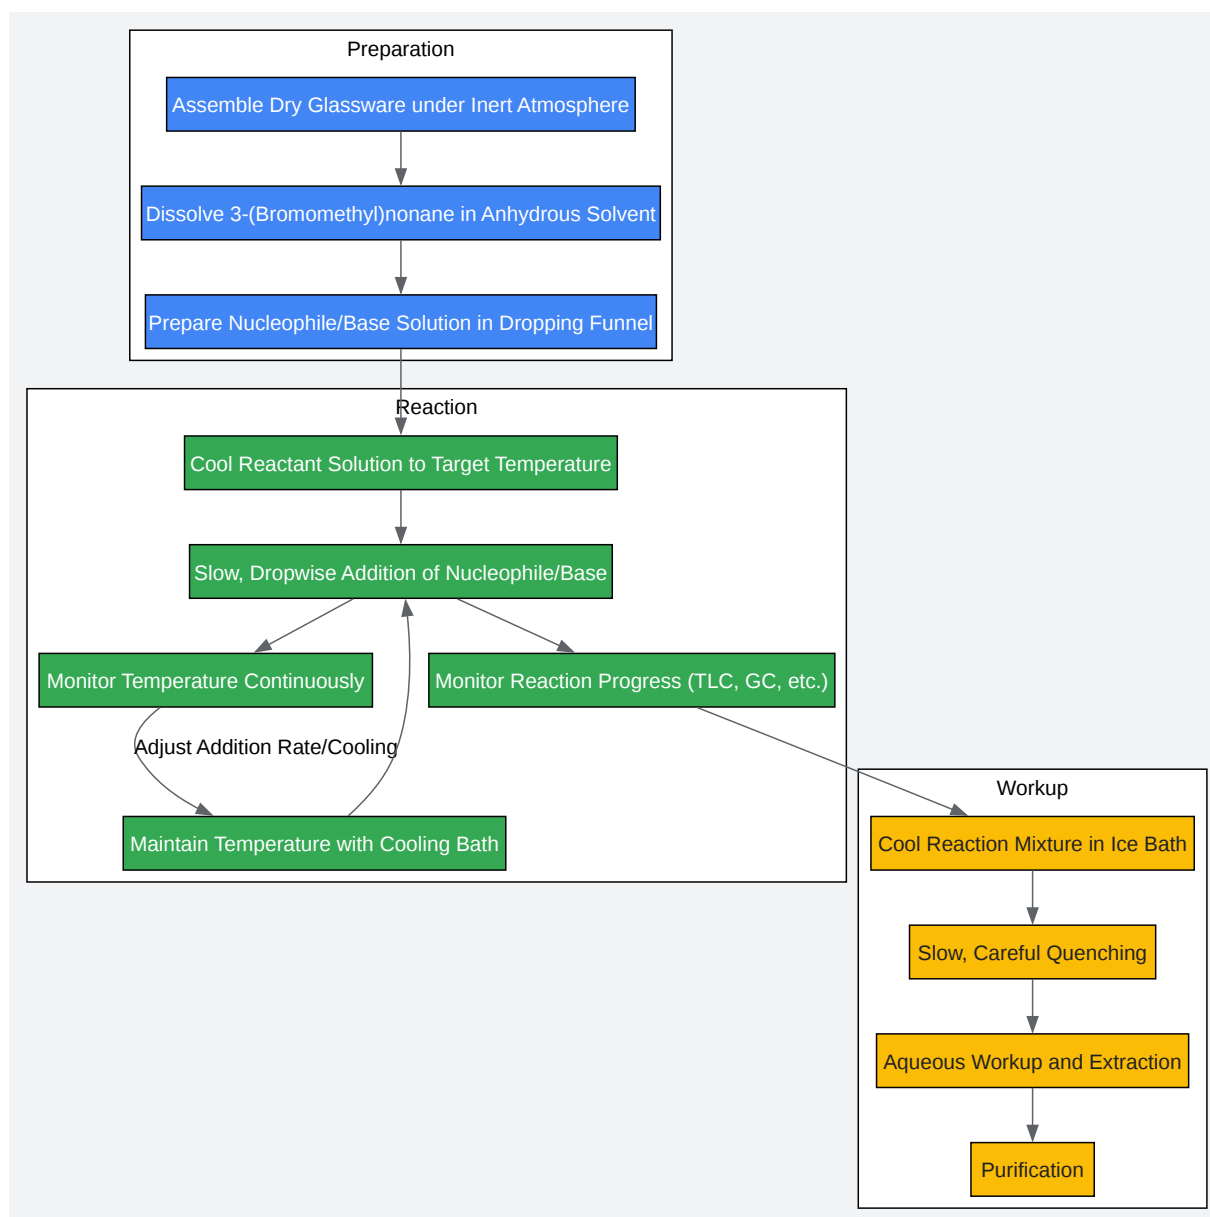 Preparation
Assemble Dry Glassware under Inert Atmosphere
Dissolve 3-(Bromomethyl)nonane in Anhydrous Solvent
Prepare Nucleophile/Base Solution in Dropping Funnel
Reaction
Cool Reactant Solution to Target Temperature
Slow, Dropwise Addition of Nucleophile/Base
Monitor Temperature Continuously
Monitor Reaction Progress (TLC, GC, etc.)
Adjust Addition Rate/Cooling
Maintain Temperature with Cooling Bath
Workup
Cool Reaction Mixture in Ice Bath
Slow, Careful Quenching
Aqueous Workup and Extraction
Purification